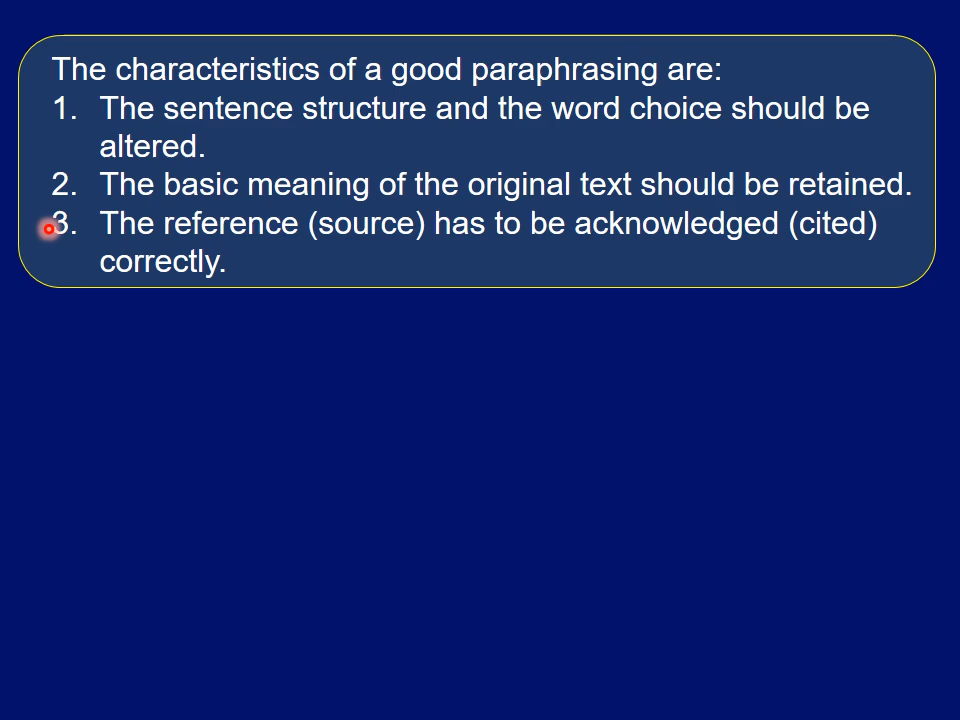 The characteristics of a good paraphrasing are:
1. The sentence structure and the word choice should be
altered.
2. The basic meaning of the original text should be retained.
3. The reference (source) has to be acknowledged (cited)
correctly.